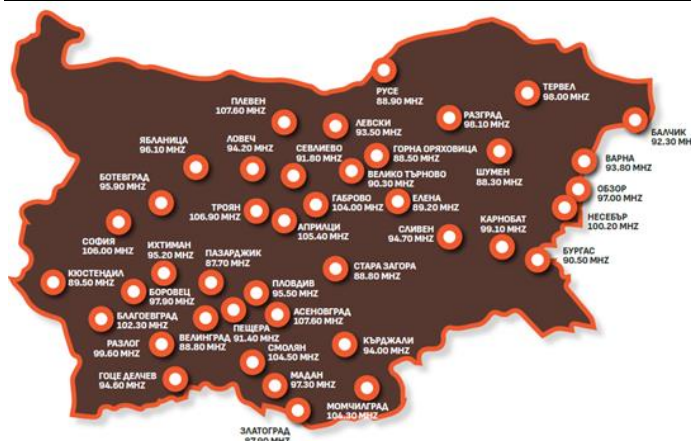 РУСЕ
88.90 MHZ
ТЕРВЕЛ
98.00 MHZ
ПЛЕВЕН
107.60 MHZ
ЛЕВСКИ
93.50 MHZ
РАЗГРАД
98.10 MHZ
БАЛЧИК
92.30 MH
ЯБЛАНИЦА
96.10 MHZ
ЛОВЕЧ
94.20 MHZ
СЕВЛИЕВО
91.80 MHZ
ГОРНА ОРЯХОВИЦА
88.50 MHZ
ШУМЕН
88.30 MHZ
ВАРНА
93.80 MHZ
БОТЕВГРАД
95.90 MHZ
ВЕЛИКО ТЪРНОВО
90.30 MHZ
ОБЗОР
97.00 MHZ
ТРОЯН
106.90 MHZ
ГАБРОВО
104.00 MHZ
ЕЛЕНА
89.20 MHZ
НЕСЕБЪР
100.20 MHZ
АПРИЛЦИ
105.40 MHZ
СЛИВЕН
94.70 MHZ
КАРНОБАТ
99.10 MHZ
СОФИЯ
106.00 MHZ
ИХТИМАН
95.20 MHZ
ПАЗАРДЖИК
87.70 MHZ
БУРГАС
90.50 MHZ
КЮСТЕНДИЛ
89.50 MHZ
СТАРА ЗАГОРА
88.80 MHZ
БОРОВЕЦ
97.90 MHZ
ПЛОВДИВ
95.50 MHZ
БЛАГОЕВГРАД
102.30 MHZ
АСЕНОВГРАД
107.60 MHZ
ПЕЩЕРА
91.40 MHZ
РАЗЛОГ
99.60 MHZ
ВЕЛИНГРАД
88.80 MHZ
КЪРДЖАЛИ
94.00 MHZ
СМОЛЯН
104.50 MHZ
ГОЦЕ ДЕЛЧЕВ
94.60 MHZ
МАДАН
97.30 MHZ
МОМЧИЛГРАД
104.30 MHZ
ЗЛАТОГРАД
87.90 MHZ